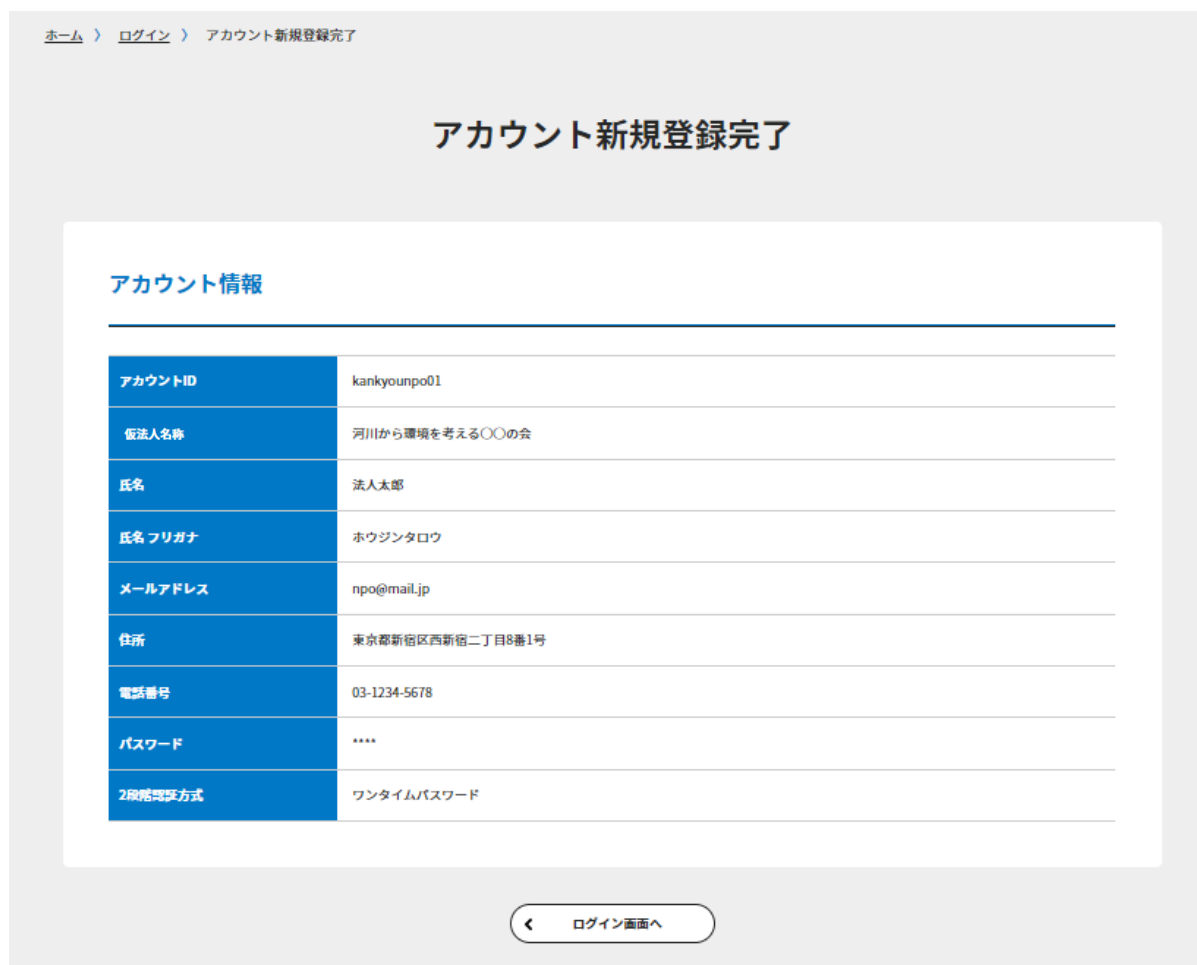 ホーム 〉 ログイン 〉 アカウント新規登録完了
アカウント新規登録完了
アカウント情報
アカウントID kankyounpo01
仮法人名称 河川から環境を考える〇〇の会
氏名 法人太郎
氏名 フリガナ ホウジンタロウ
メールアドレス npo@mail.jp
住所 東京都新宿区西新宿二丁目8番1号
電話番号 03-1234-5678
パスワード ****
2段階認証方式 ワンタイムパスワード
ログイン画面へ